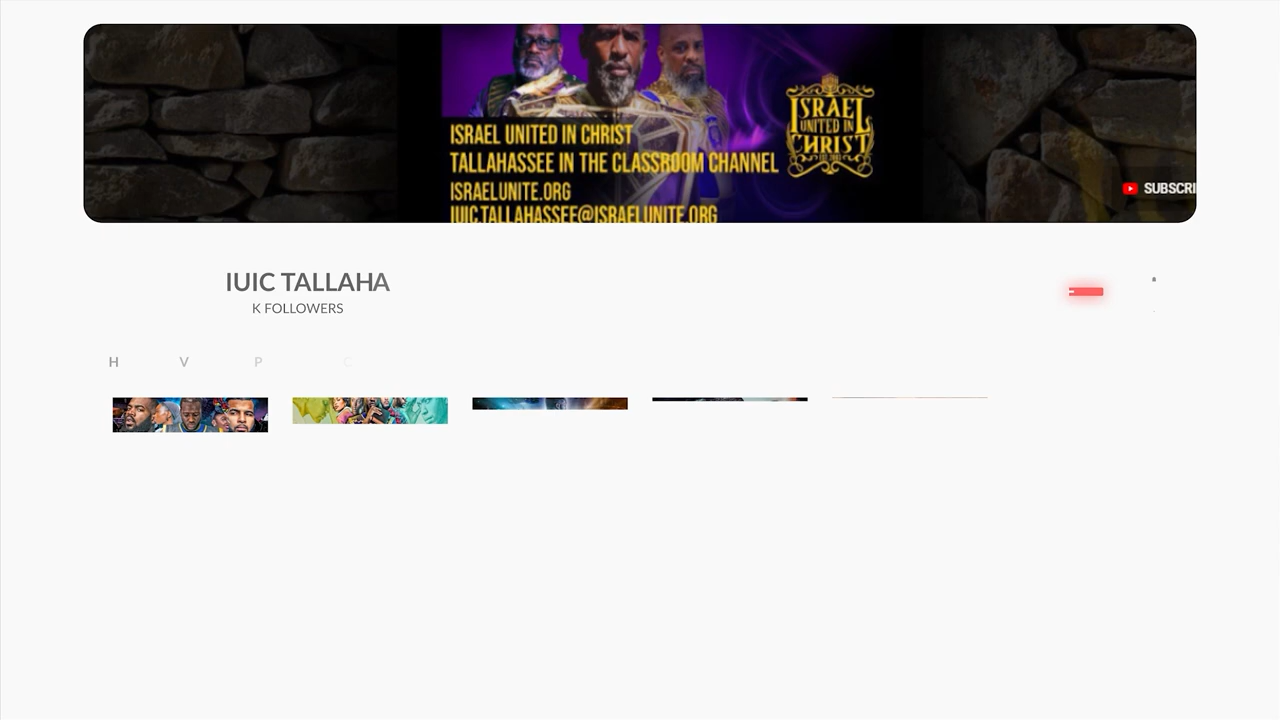 ISRAEL UNITED IN CHRIST
TALLAHASSEE IN THE CLASSROOM CHANNEL
ISRAELUNITE.ORG
IUIC.TALLAHASSEE@ISRAELUNITE.ORG
ISRAEL
UNITED IN
CHRIST
SUBSCRI
IUIC TALLAHA
K FOLLOWERS
H V P C